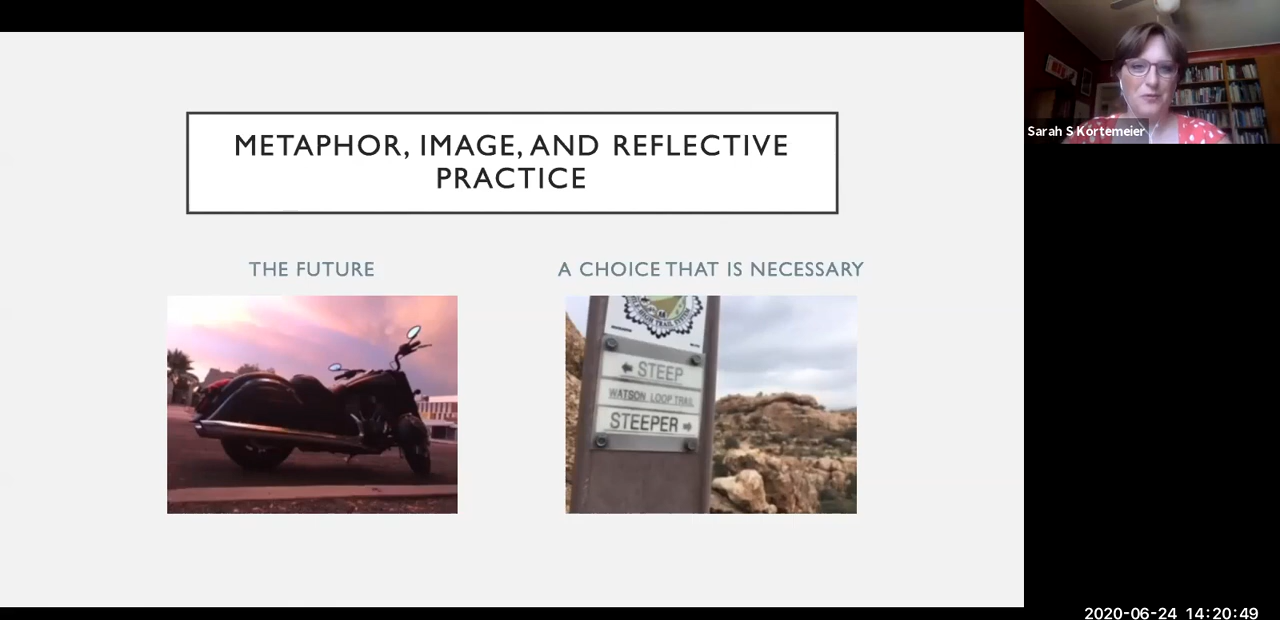 METAPHOR, IMAGE, AND REFLECTIVE
PRACTICE
THE FUTURE
A CHOICE THAT IS NECESSARY
STEEP
WATSON LOOP TRAIL
STEEPER
Sarah S Kortemeier
2020-06-24 14:20:49